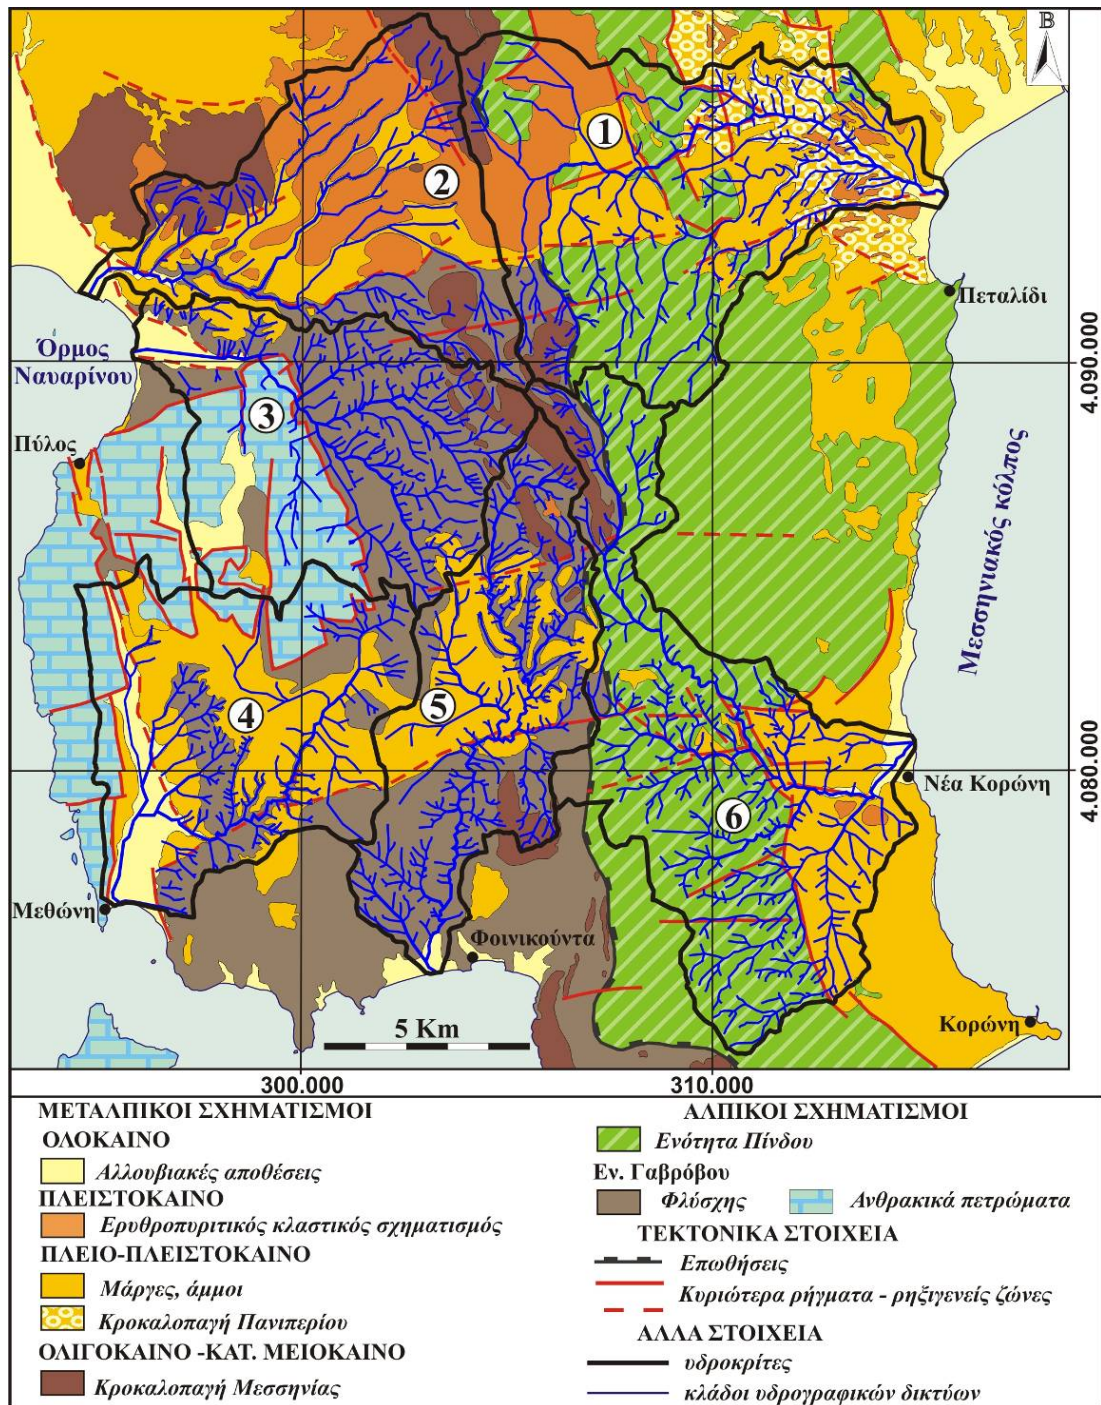 B
1
2
Πεταλίδι
Όρμος
Ναυαρίνου
4.090.000
3
Πύλος
Μεσσηνιακός κόλπος
4
5
6
4.080.000
Νέα Κορώνη
Μεθώνη
Φοινικούντα
Κορώνη
5 Km
300.000
310.000
ΜΕΤΑΛΠΙΚΟΙ ΣΧΗΜΑΤΙΣΜΟΙ
ΟΛΟΚΑΙΝΟ
Αλλουβιακές αποθέσεις
ΠΛΕΙΣΤΟΚΑΙΝΟ
Ερυθροπυριτικός κλαστικός σχηματισμός
ΠΛΕΙΟ-ΠΛΕΙΣΤΟΚΑΙΝΟ
Μάργες, άμμοι
Κροκαλοπαγή Πανιπερίου
ΟΛΙΓΟΚΑΙΝΟ -ΚΑΤ. ΜΕΙΟΚΑΙΝΟ
Κροκαλοπαγή Μεσσηνίας
ΑΛΠΙΚΟΙ ΣΧΗΜΑΤΙΣΜΟΙ
Ενότητα Πίνδου
Εν. Γαβρόβου
Φλύσχης
Ανθρακικά πετρώματα
ΤΕΚΤΟΝΙΚΑ ΣΤΟΙΧΕΙΑ
Επωθήσεις
Κυριώτερα ρήγματα - ρηξιγενείς ζώνες
ΑΛΛΑ ΣΤΟΙΧΕΙΑ
υδροκρίτες
κλάδοι υδρογραφικών δικτύων